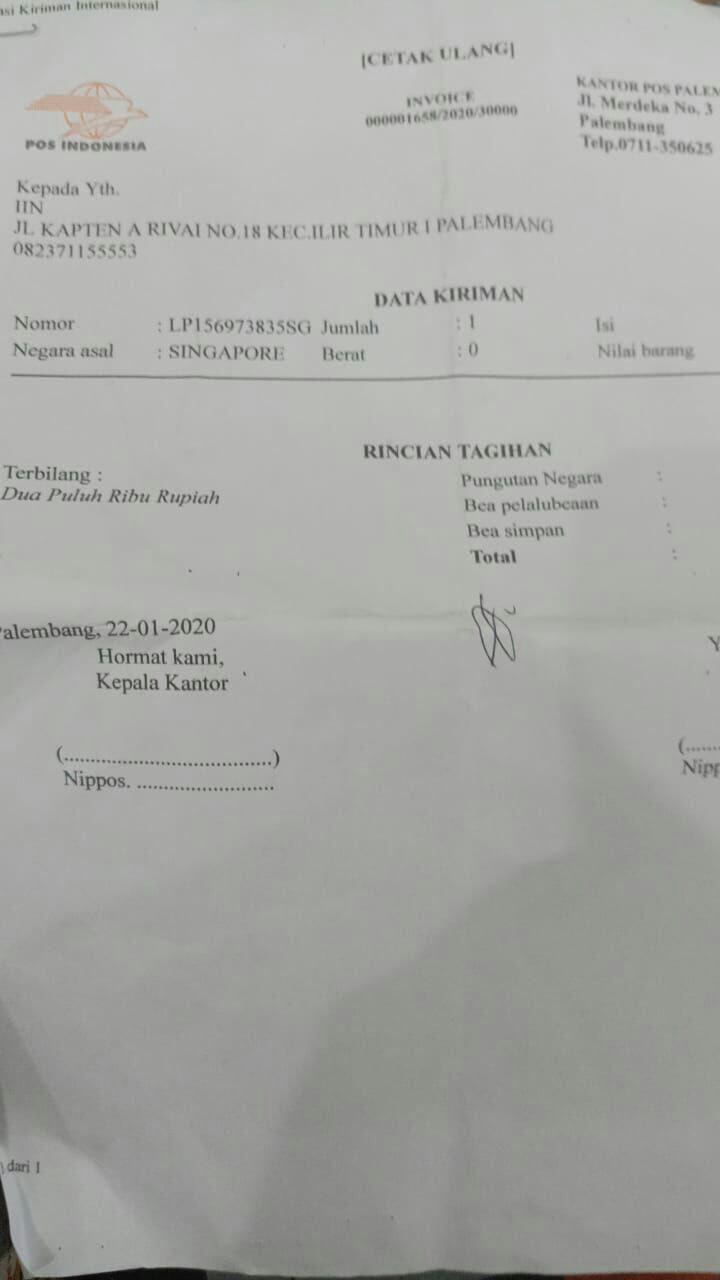 asi Kiriman Internasional
[CETAK ULANG]
INVOICE
000001658/2020/30000
KANTOR POS PALEM
Jl. Merdeka No. 3
Palembang
Telp.0711-350625
POS INDONESIA
Kepada Yth.
IIN
JL KAPTEN A RIVAI NO.18 KEC.ILIR TIMUR I PALEMBANG
082371155553
DATA KIRIMAN
Nomor : LP156973835SG Jumlah : 1 Isi
Negara asal : SINGAPORE Berat : 0 Nilai barang
RINCIAN TAGIHAN
Terbilang :
Dua Puluh Ribu Rupiah
Pungutan Negara :
Bea pelalubeaan :
Bea simpan :
Total :
Palembang, 22-01-2020
Hormat kami,
Kepala Kantor
(......................................)
Nippos. .........................
Y
(......
Nipp
dari 1